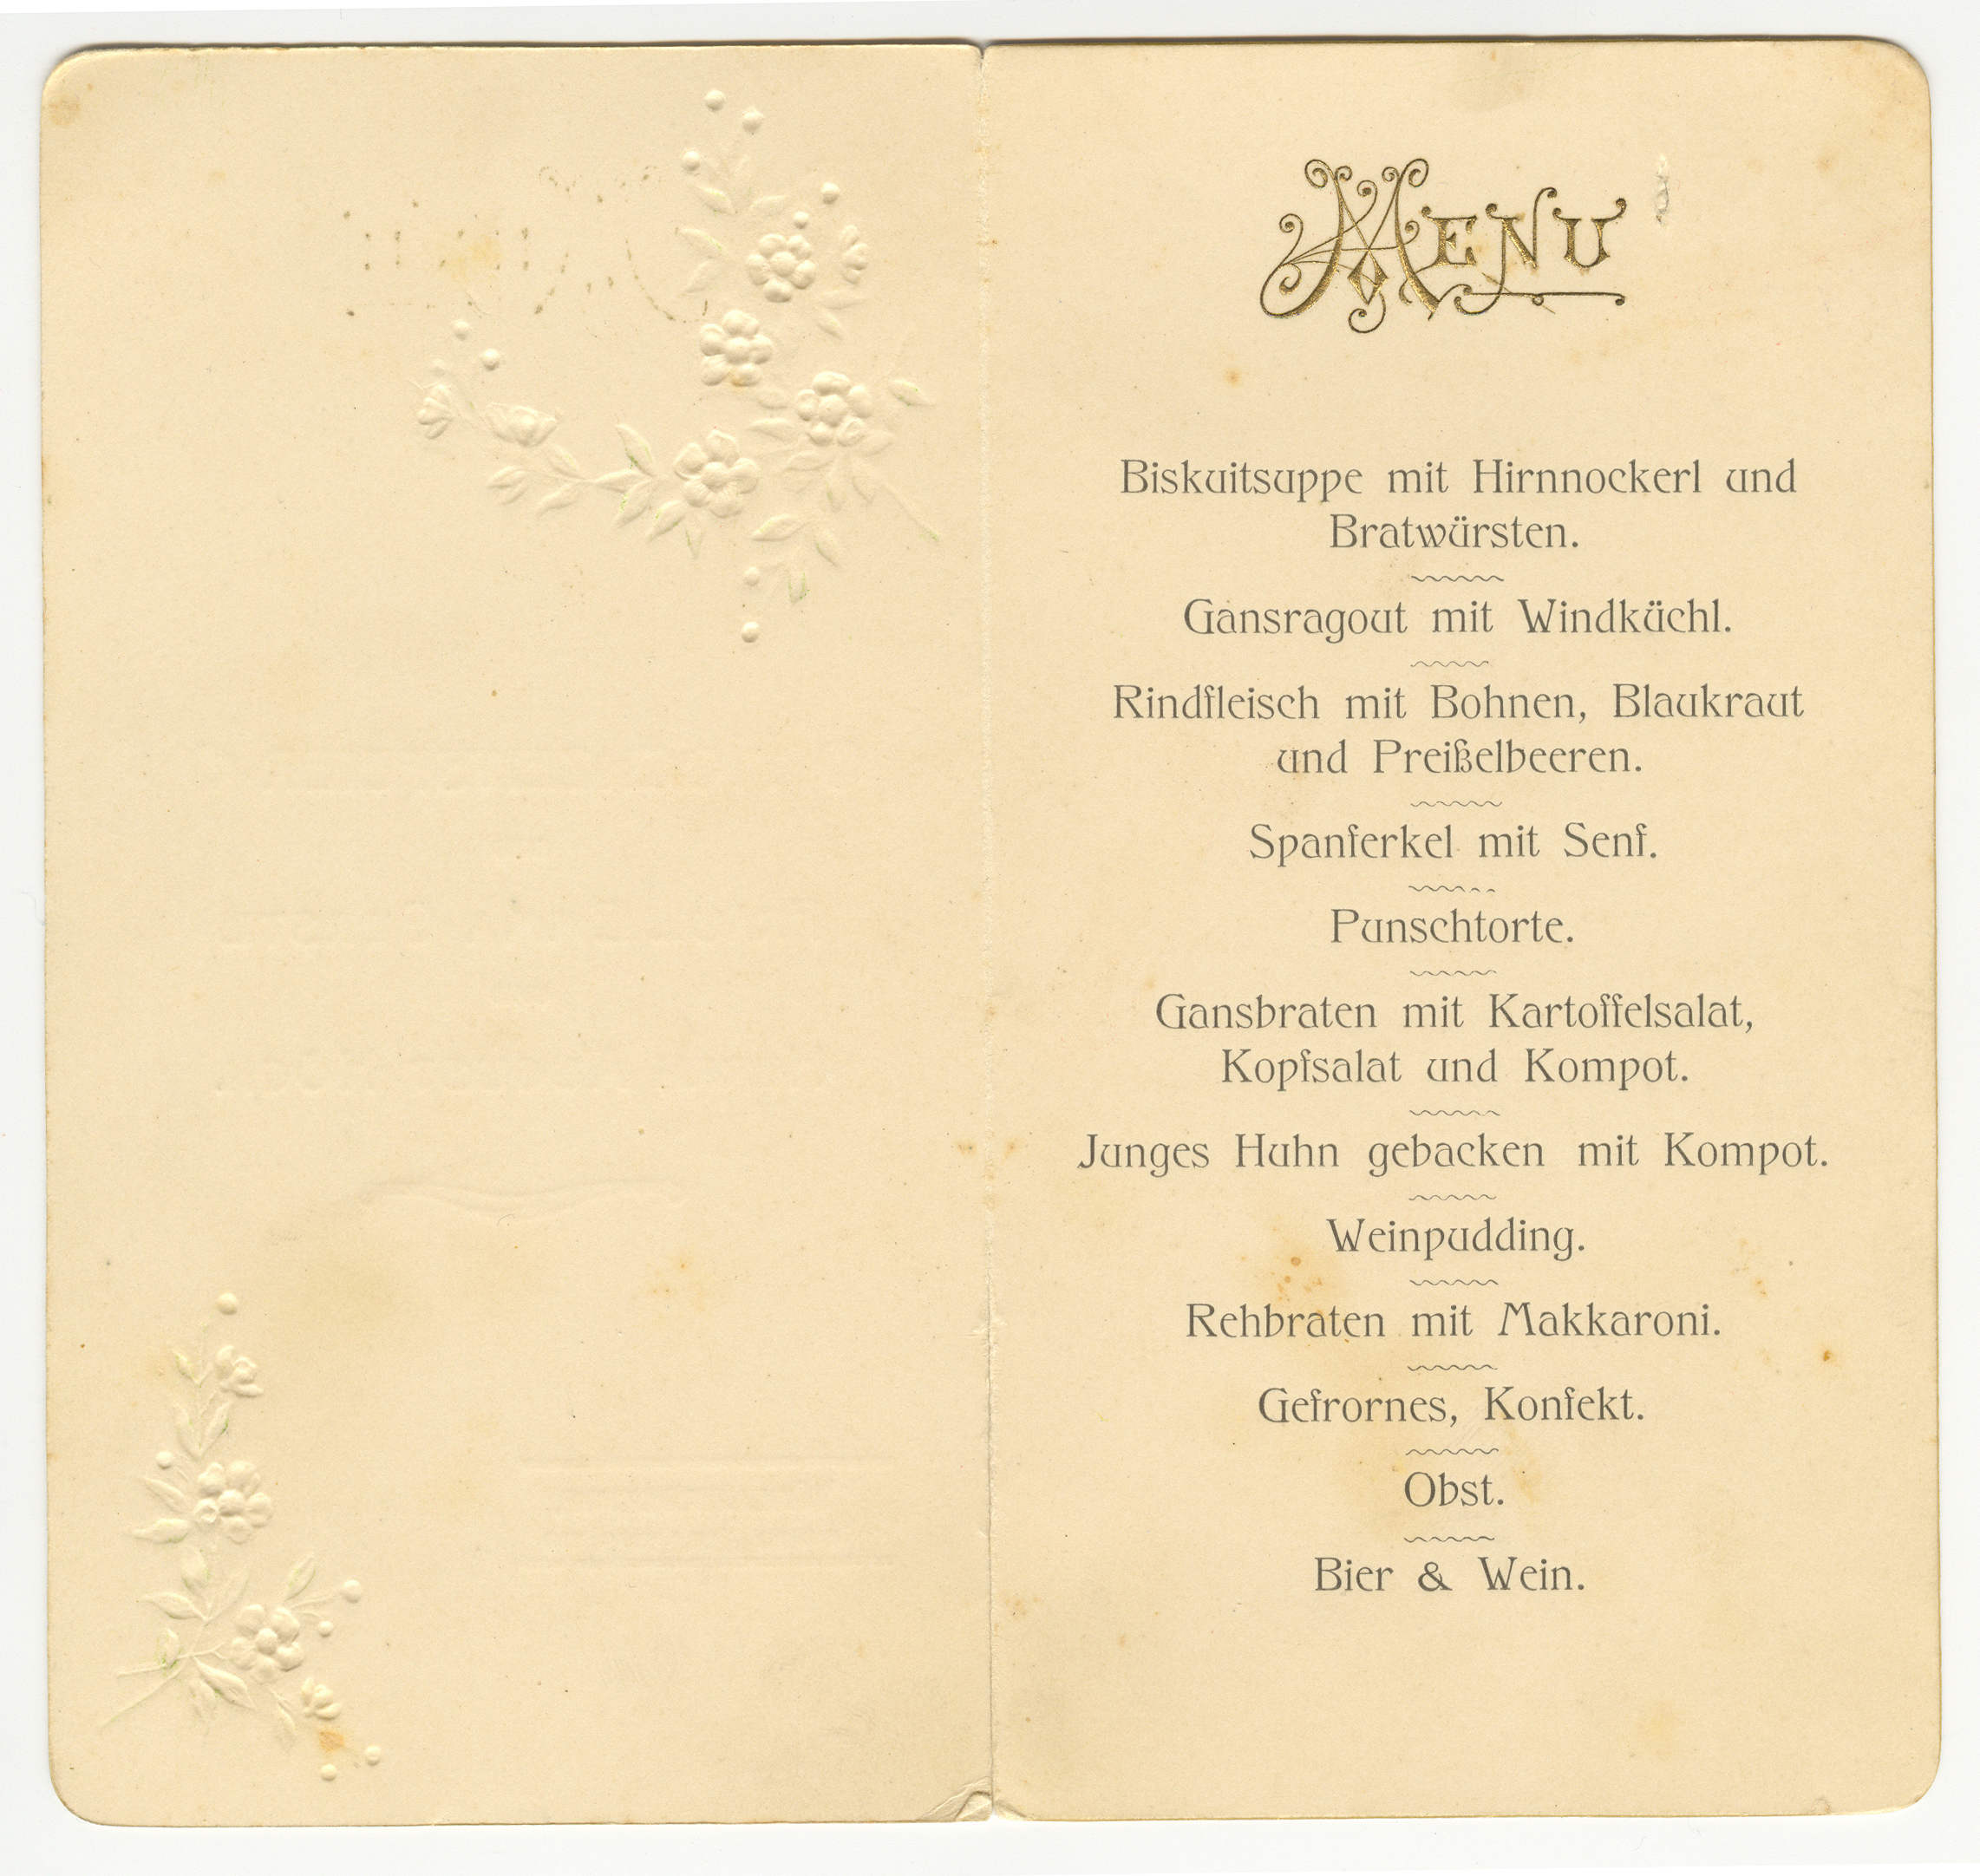 MENU
Biskuitsuppe mit Hirnnockerl und
Bratwürsten.
Gansragout mit Windküchl.
Rindfleisch mit Bohnen, Blaukraut
und Preißelbeeren.
Spanferkel mit Senf.
Punschtorte.
Gansbraten mit Kartoffelsalat,
Kopfsalat und Kompot.
Junges Huhn gebacken mit Kompot.
Weinpudding.
Rehbraten mit Makkaroni.
Gefrornes, Konfekt.
Obst.
Bier & Wein.